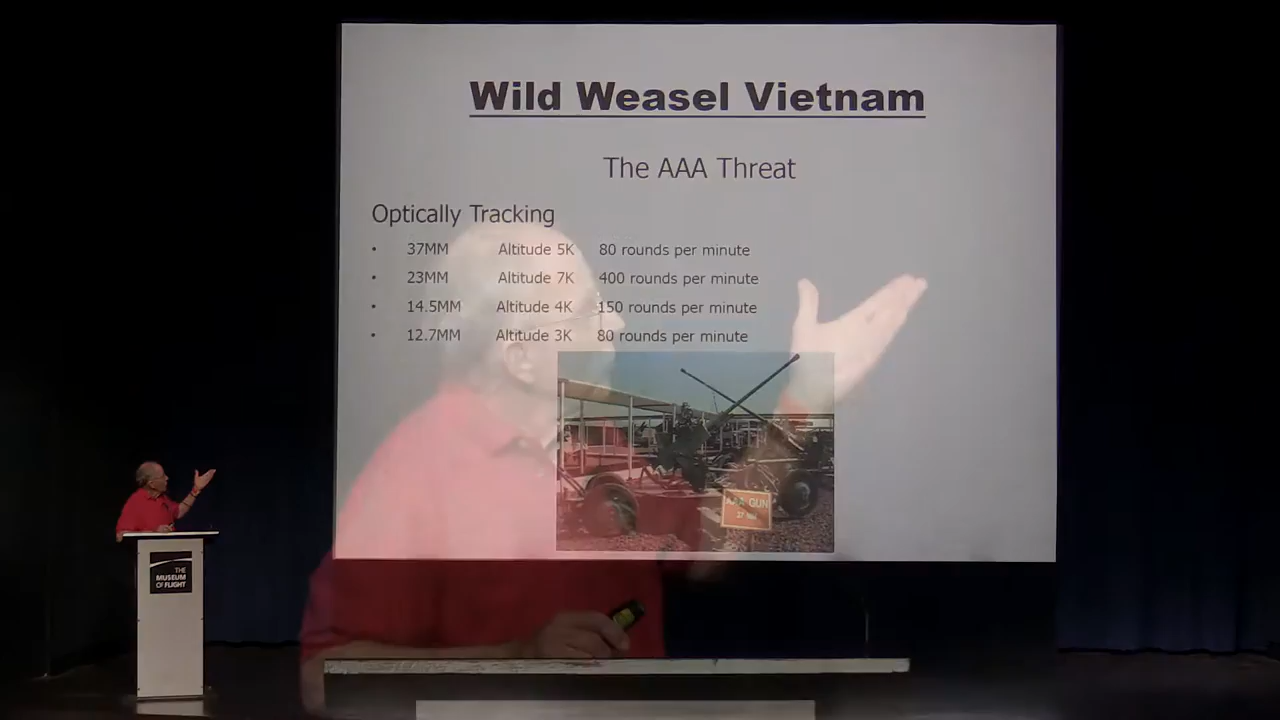 Wild Weasel Vietnam
The AAA Threat
Optically Tracking
• 37MM Altitude 5K 80 rounds per minute
• 23MM Altitude 7K 400 rounds per minute
• 14.5MM Altitude 4K 150 rounds per minute
• 12.7MM Altitude 3K 80 rounds per minute
AAA GUN
THE
MUSEUM
OF FLIGHT